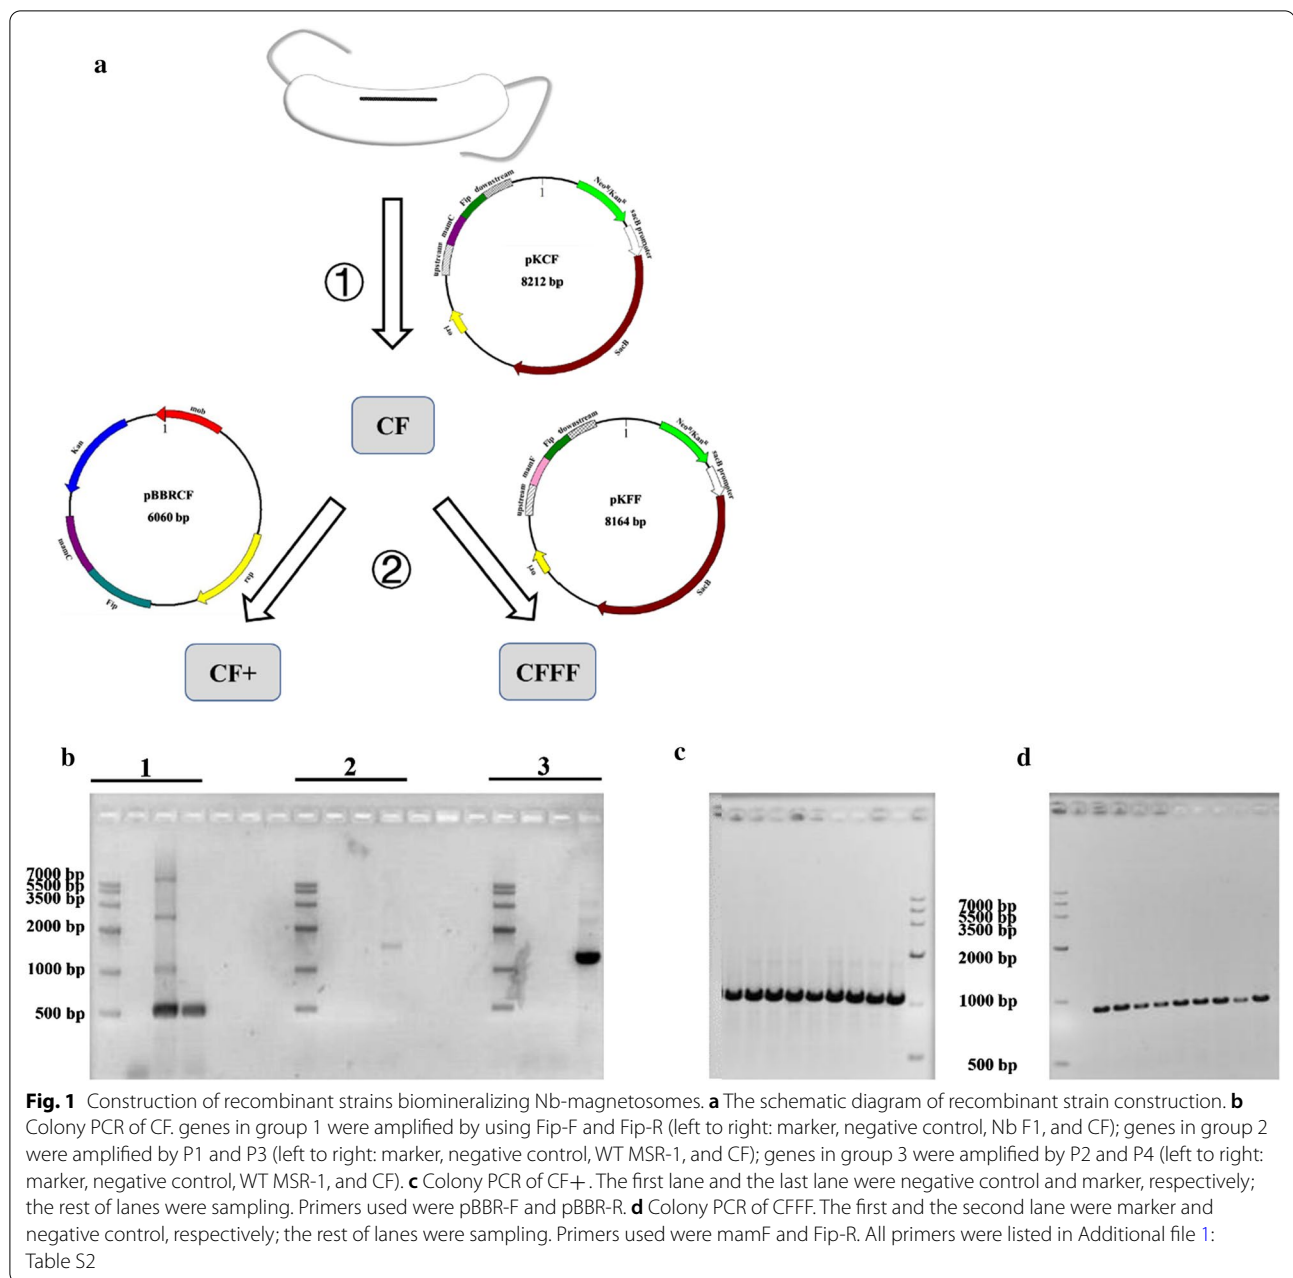 a
1
Neo^R/Kan^R
sacB promoter
SacB
ori
upstream
mamC
Fip
downstream
pKCF
8212 bp
①
CF
mob
1
Kan
mamC
Fip
rep
pBBRCF
6060 bp
1
Neo^R/Kan^R
sacB promoter
SacB
ori
upstream
mamF
Fip
downstream
pKFF
8164 bp
②
CF+
CFFF
b
1
2
3
7000 bp
5500 bp
3500 bp
2000 bp
1000 bp
500 bp
c
7000 bp
5500 bp
3500 bp
2000 bp
1000 bp
500 bp
d
Fig. 1 Construction of recombinant strains biomineralizing Nb-magnetosomes. a The schematic diagram of recombinant strain construction. b
Colony PCR of CF. genes in group 1 were amplified by using Fip-F and Fip-R (left to right: marker, negative control, Nb F1, and CF); genes in group 2
were amplified by P1 and P3 (left to right: marker, negative control, WT MSR-1, and CF); genes in group 3 were amplified by P2 and P4 (left to right:
marker, negative control, WT MSR-1, and CF). c Colony PCR of CF+. The first lane and the last lane were negative control and marker, respectively;
the rest of lanes were sampling. Primers used were pBBR-F and pBBR-R. d Colony PCR of CFFF. The first and the second lane were marker and
negative control, respectively; the rest of lanes were sampling. Primers used were mamF and Fip-R. All primers were listed in Additional file 1:
Table S2